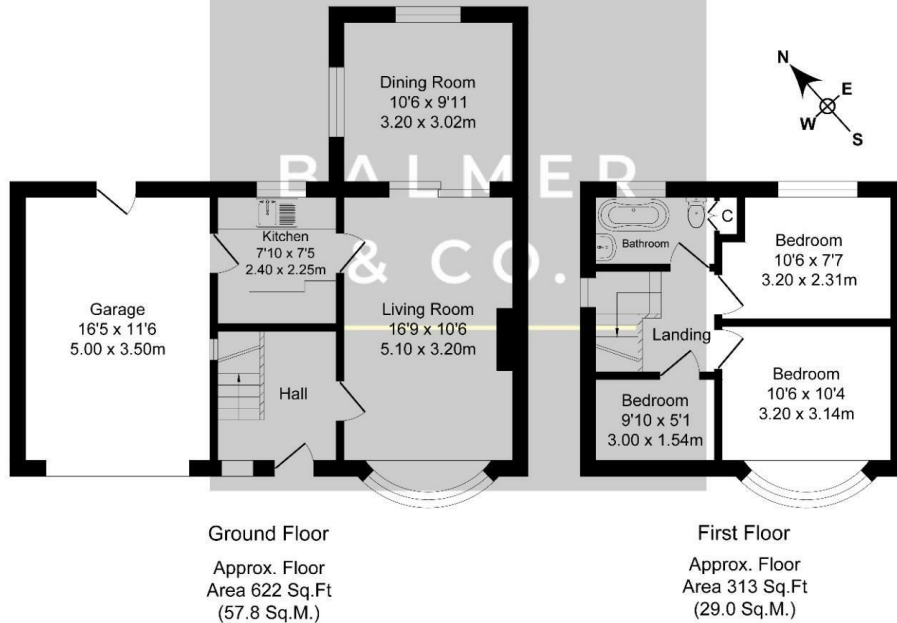 Dining Room
10'6 x 9'11
3.20 x 3.02m
N
E
W
S
BALMER
& CO.
Kitchen
7'10 x 7'5
2.40 x 2.25m
Garage
16'5 x 11'6
5.00 x 3.50m
Living Room
16'9 x 10'6
5.10 x 3.20m
Hall
Bathroom
C
Bedroom
10'6 x 7'7
3.20 x 2.31m
Landing
Bedroom
9'10 x 5'1
3.00 x 1.54m
Bedroom
10'6 x 10'4
3.20 x 3.14m
Ground Floor
Approx. Floor
Area 622 Sq.Ft
(57.8 Sq.M.)
First Floor
Approx. Floor
Area 313 Sq.Ft
(29.0 Sq.M.)